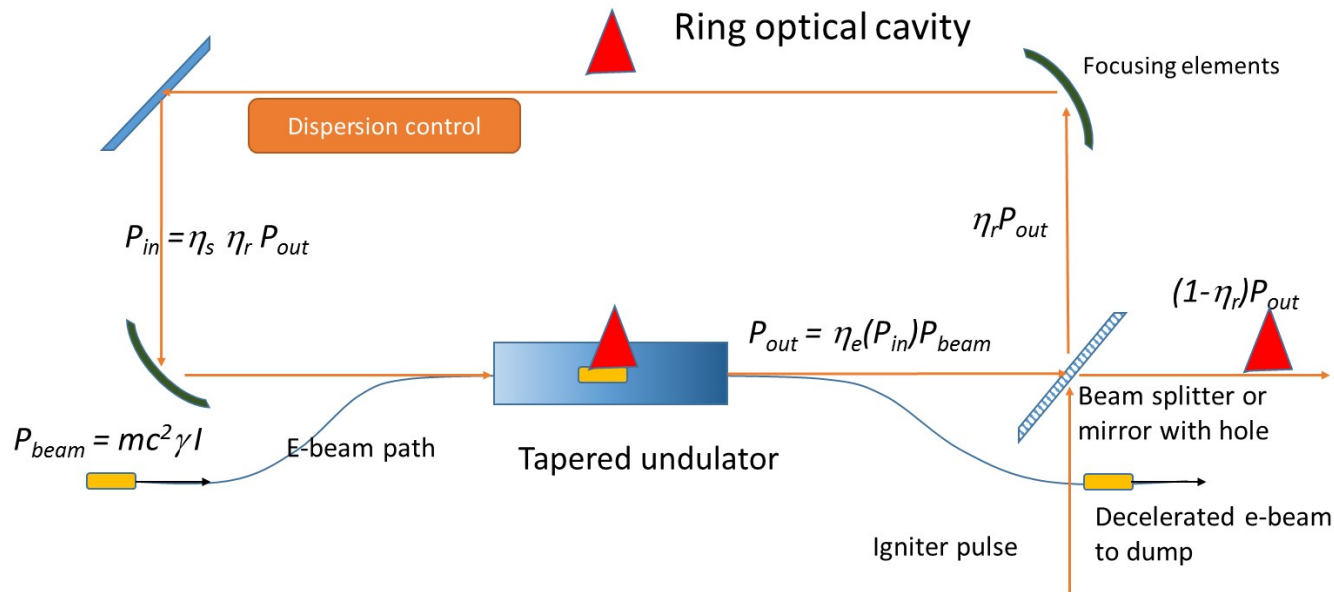 Ring optical cavity
Focusing elements
Dispersion control
P_in = η_s η_r P_out
η_r P_out
(1-η_r)P_out
P_out = η_e(P_in)P_beam
Beam splitter or
mirror with hole
P_beam = mc²γI
E-beam path
Tapered undulator
Decelerated e-beam
to dump
Igniter pulse